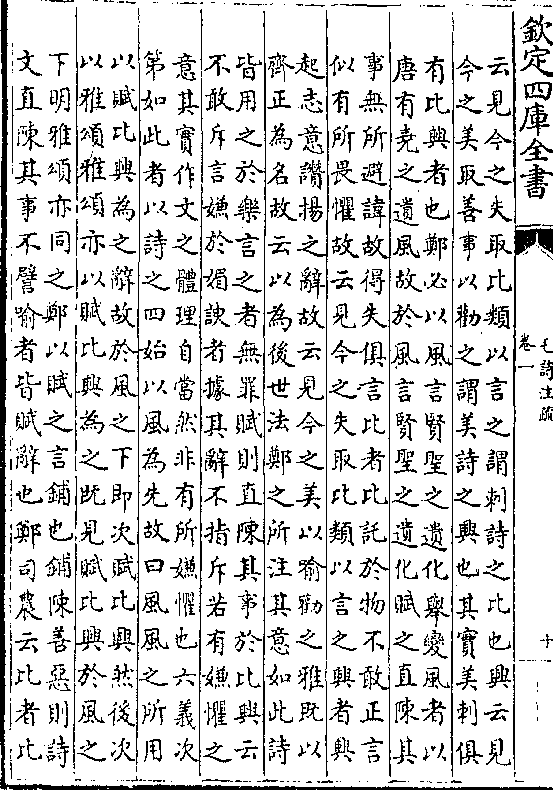 欽定四庫全書
毛詩注疏
卷一
十
云見今之失取比類以言之謂刺詩之比也興云見
今之美取善事以勸之謂美詩之興也其實美刺俱
有比興者也鄭必以風言賢聖之遺化舉變風者以
唐有堯之遺風故於風言賢聖之遺化賦之直陳其
事無所避諱故得失俱言比者比託於物不敢正言
似有所畏懼故云見今之失取比類以言之興者興
起志意讚揚之辭故云見今之美以喻勸之雅既以
齊正為名故云以為後世法鄭之所注其意如此詩
皆用之於樂言之者無罪賦則直陳其事於比興云
不敢斥言嫌於媚諛者據其辭不指斥若有嫌懼之
意其實作文之體理自當然非有所嫌懼也六義次
第如此者以詩之四始以風為先故曰風風之所用
以賦比興為之辭故於風之下即次賦比興然後次
以雅頌雅頌亦以賦比興為之既見賦比興於風之
下明雅頌亦同之鄭以賦之言鋪也鋪陳善惡則詩
文直陳其事不譬喻者皆賦辭也鄭司農云比者比